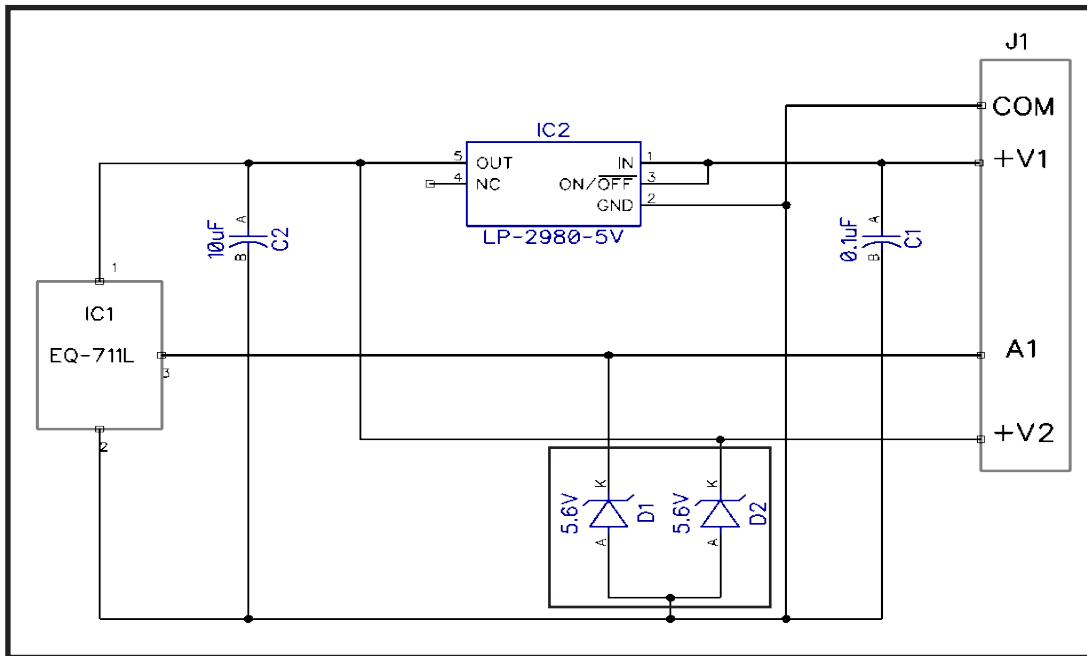 J1
COM
+V1
A1
+V2
IC2
5 OUT IN 1
4 NC ON/OFF 3
GND 2
LP-2980-5V
10uF
A
B
C2
0.1uF
A
B
C1
1
IC1
EQ-711L
3
2
5.6V
K
A
D1
5.6V
K
A
D2